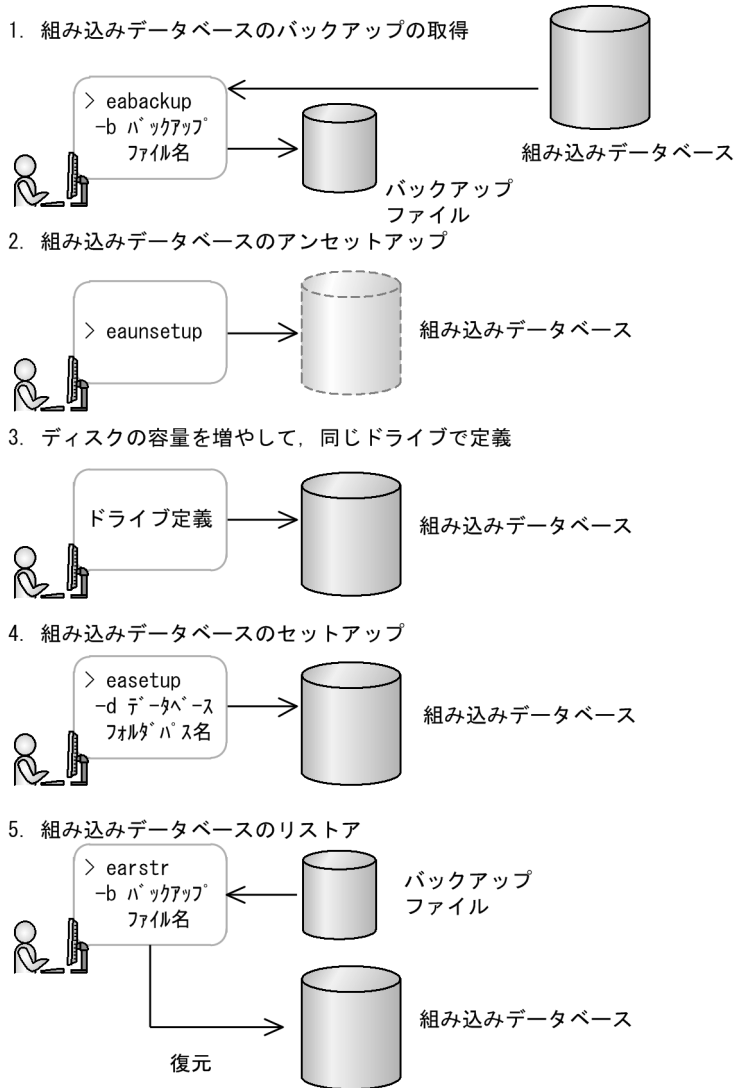 1. 組み込みデータベースのバックアップの取得
> eabackup
-b ﾊﾞｯｸｱｯﾌﾟ
ﾌｧｲﾙ名
組み込みデータベース
バックアップ
ファイル
2. 組み込みデータベースのアンセットアップ
> eaunsetup
組み込みデータベース
3. ディスクの容量を増やして，同じドライブで定義
ドライブ定義
組み込みデータベース
4. 組み込みデータベースのセットアップ
> easetup
-d ﾃﾞｰﾀﾍﾞｰｽ
ﾌｫﾙﾀﾞﾊﾟｽ名
組み込みデータベース
5. 組み込みデータベースのリストア
> earstr
-b ﾊﾞｯｸｱｯﾌﾟ
ﾌｧｲﾙ名
バックアップ
ファイル
組み込みデータベース
復元